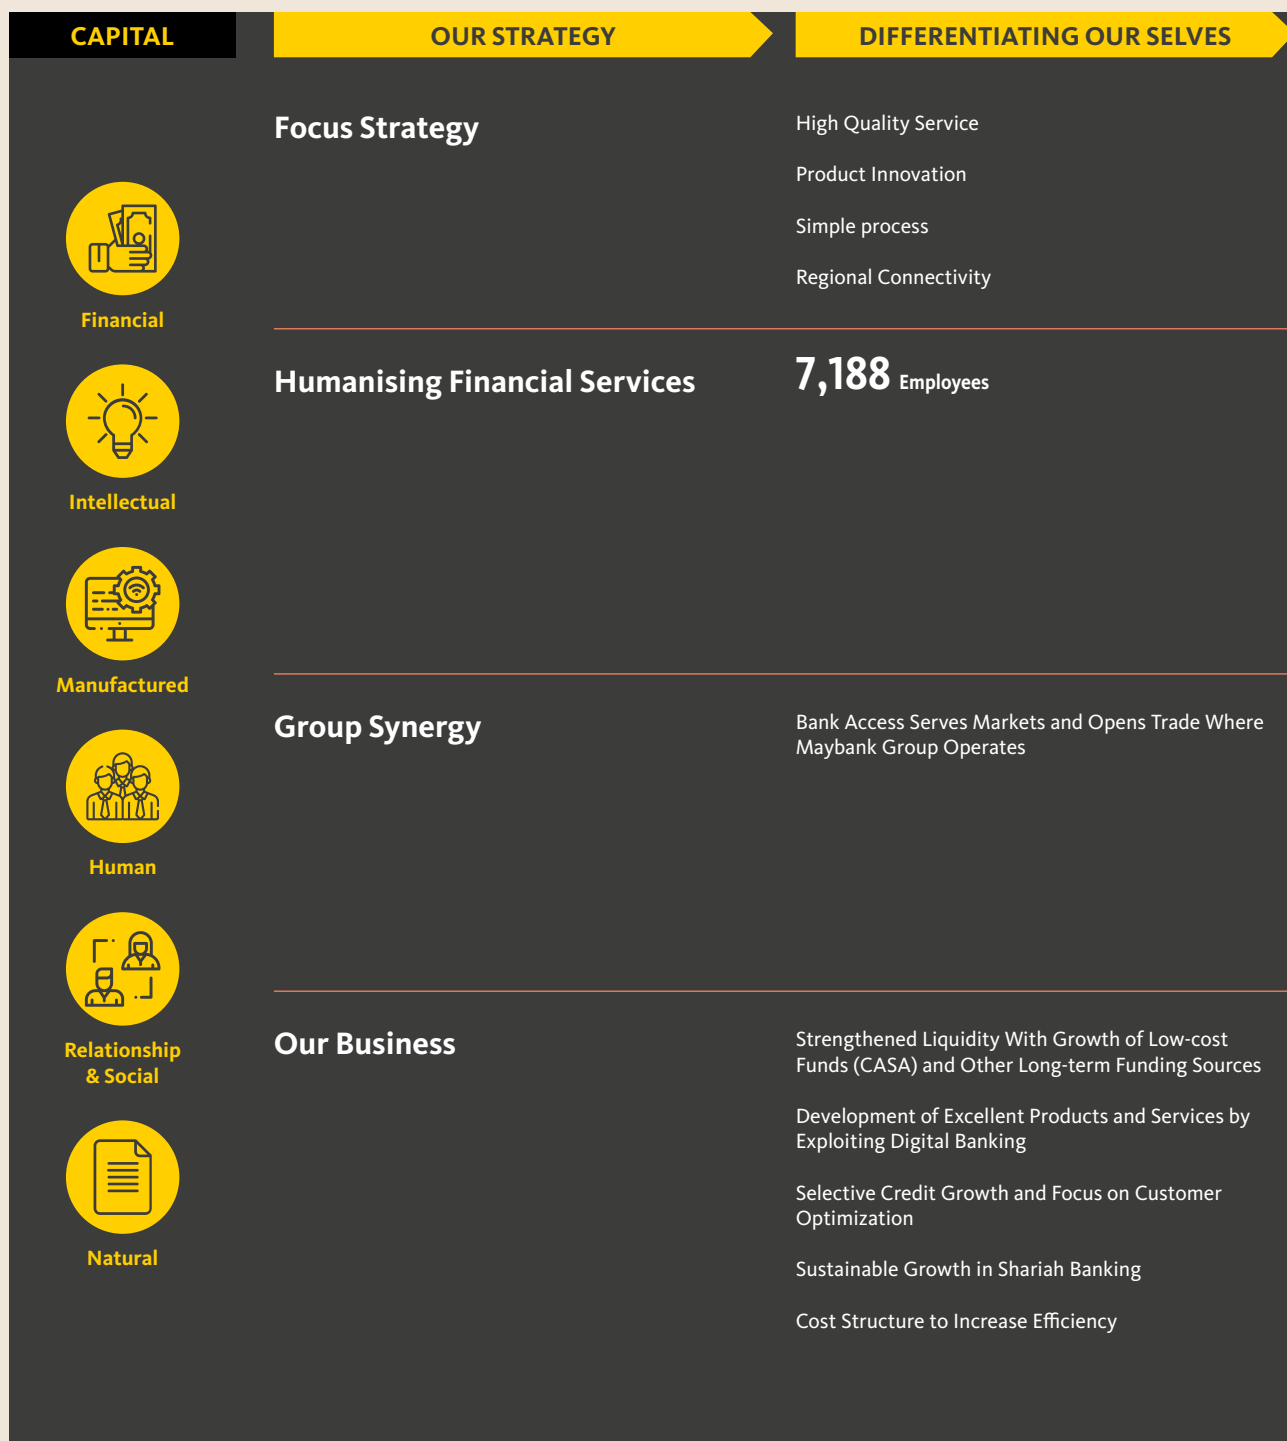 CAPITAL
OUR STRATEGY
DIFFERENTIATING OUR SELVES
Financial
Intellectual
Manufactured
Human
Relationship
& Social
Natural
Focus Strategy
High Quality Service
Product Innovation
Simple process
Regional Connectivity
Humanising Financial Services
7,188 Employees
Group Synergy
Bank Access Serves Markets and Opens Trade Where
Maybank Group Operates
Our Business
Strengthened Liquidity With Growth of Low-cost
Funds (CASA) and Other Long-term Funding Sources
Development of Excellent Products and Services by
Exploiting Digital Banking
Selective Credit Growth and Focus on Customer
Optimization
Sustainable Growth in Shariah Banking
Cost Structure to Increase Efficiency